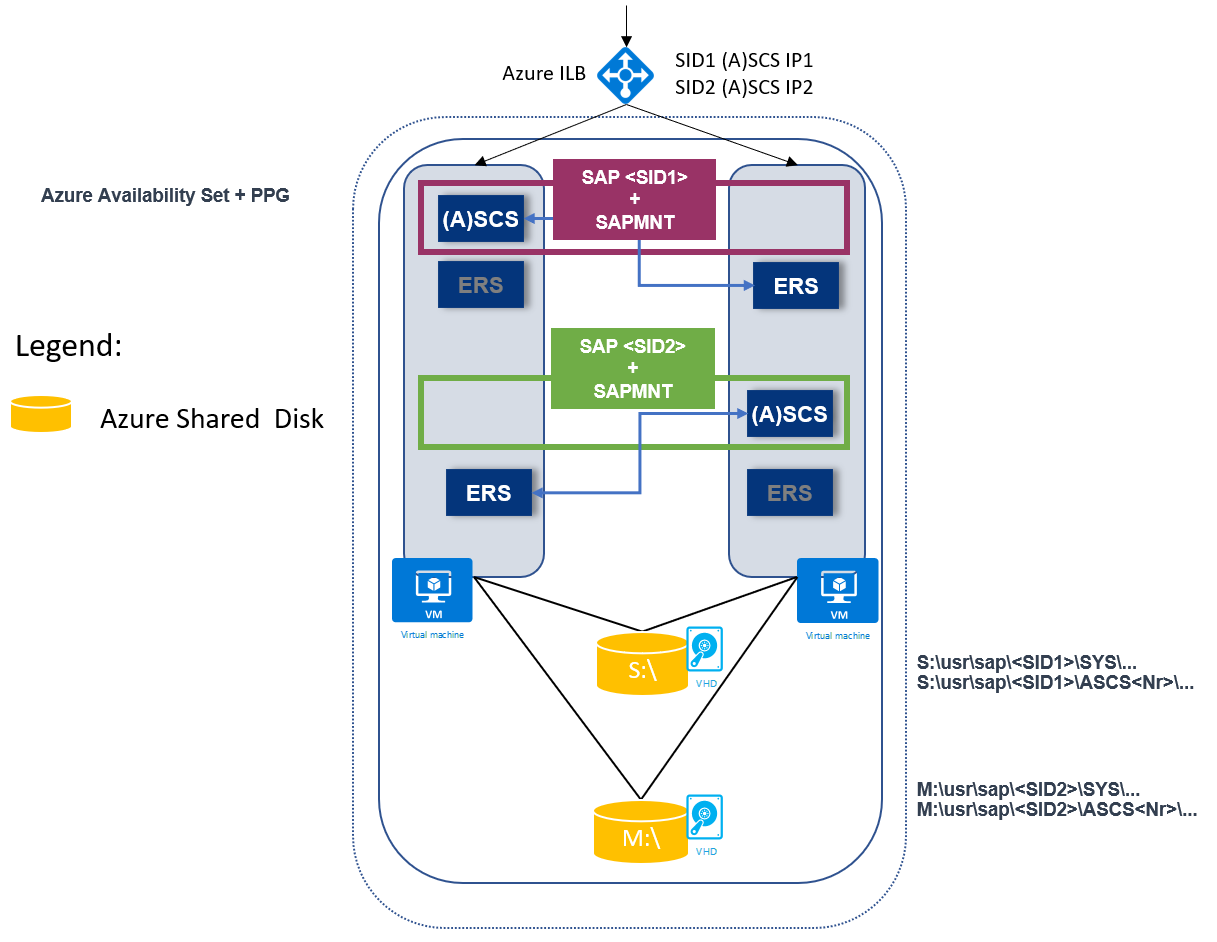 Azure ILB
SID1 (A)SCS IP1
SID2 (A)SCS IP2
Azure Availability Set + PPG
SAP <SID1>
+
SAPMNT
(A)SCS
ERS
ERS
Legend:
Azure Shared  Disk
SAP <SID2>
+
SAPMNT
(A)SCS
ERS
ERS
VM
Virtual machine
VM
Virtual machine
S:\
VHD
S:\usr\sap\<SID1>\SYS\...
S:\usr\sap\<SID1>\ASCS<Nr>\...
M:\
VHD
M:\usr\sap\<SID2>\SYS\...
M:\usr\sap\<SID2>\ASCS<Nr>\...